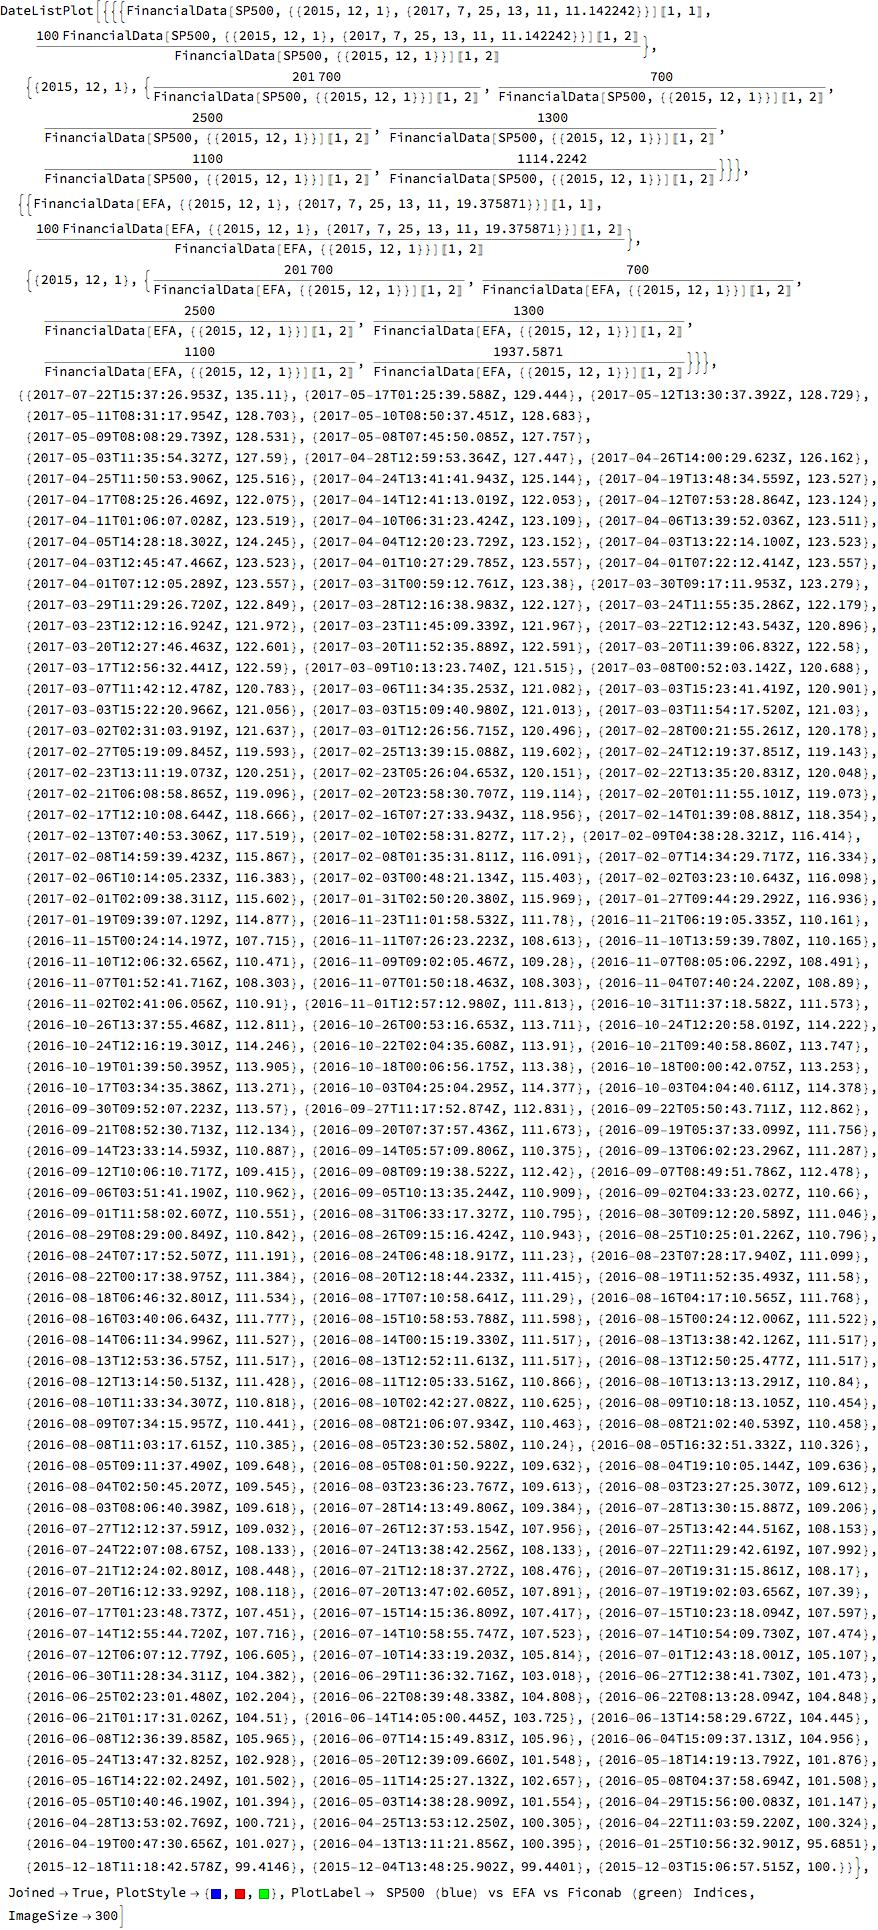 DateListPlot[{{{FinancialData[SP500, {{2015, 12, 1}, {2017, 7, 25, 13, 11, 11.142242}}]〚1, 1〛,
100 FinancialData[SP500, {{2015, 12, 1}, {2017, 7, 25, 13, 11, 11.142242}}]〚1, 2〛
FinancialData[SP500, {{2015, 12, 1}}]〚1, 2〛 },
201 700 700
{{2015, 12, 1}, { FinancialData[SP500, {{2015, 12, 1}}]〚1, 2〛 , FinancialData[SP500, {{2015, 12, 1}}]〚1, 2〛 ,
2500 1300
FinancialData[SP500, {{2015, 12, 1}}]〚1, 2〛 , FinancialData[SP500, {{2015, 12, 1}}]〚1, 2〛 ,
1100 1114.2242
FinancialData[SP500, {{2015, 12, 1}}]〚1, 2〛 , FinancialData[SP500, {{2015, 12, 1}}]〚1, 2〛 }}},
{{FinancialData[EFA, {{2015, 12, 1}, {2017, 7, 25, 13, 11, 19.375871}}]〚1, 1〛,
100 FinancialData[EFA, {{2015, 12, 1}, {2017, 7, 25, 13, 11, 19.375871}}]〚1, 2〛
FinancialData[EFA, {{2015, 12, 1}}]〚1, 2〛 },
201 700 700
{{2015, 12, 1}, { FinancialData[EFA, {{2015, 12, 1}}]〚1, 2〛 , FinancialData[EFA, {{2015, 12, 1}}]〚1, 2〛 ,
2500 1300
FinancialData[EFA, {{2015, 12, 1}}]〚1, 2〛 , FinancialData[EFA, {{2015, 12, 1}}]〚1, 2〛 ,
1100 1937.5871
FinancialData[EFA, {{2015, 12, 1}}]〚1, 2〛 , FinancialData[EFA, {{2015, 12, 1}}]〚1, 2〛 }}},
{{2017-07-22T15:37:26.953Z, 135.11}, {2017-05-17T01:25:39.588Z, 129.444}, {2017-05-12T13:30:37.392Z, 128.729},
{2017-05-11T08:31:17.954Z, 128.703}, {2017-05-10T08:50:37.451Z, 128.683},
{2017-05-09T08:08:29.739Z, 128.531}, {2017-05-08T07:45:50.085Z, 127.757},
{2017-05-03T11:35:54.327Z, 127.59}, {2017-04-28T12:59:53.364Z, 127.447}, {2017-04-26T14:00:29.623Z, 126.162},
{2017-04-25T11:50:53.906Z, 125.516}, {2017-04-24T13:41:41.943Z, 125.144}, {2017-04-19T13:48:34.559Z, 123.527},
{2017-04-17T08:25:26.469Z, 122.075}, {2017-04-14T12:41:13.019Z, 122.053}, {2017-04-12T07:53:28.864Z, 123.124},
{2017-04-11T01:06:07.028Z, 123.519}, {2017-04-10T06:31:23.424Z, 123.109}, {2017-04-06T13:39:52.036Z, 123.511},
{2017-04-05T14:28:18.302Z, 124.245}, {2017-04-04T12:20:23.729Z, 123.152}, {2017-04-03T13:22:14.100Z, 123.523},
{2017-04-03T12:45:47.466Z, 123.523}, {2017-04-01T10:27:29.785Z, 123.557}, {2017-04-01T07:22:12.414Z, 123.557},
{2017-04-01T07:12:05.289Z, 123.557}, {2017-03-31T00:59:12.761Z, 123.38}, {2017-03-30T09:17:11.953Z, 123.279},
{2017-03-29T11:29:26.720Z, 122.849}, {2017-03-28T12:16:38.983Z, 122.127}, {2017-03-24T11:55:35.286Z, 122.179},
{2017-03-23T12:12:16.924Z, 121.972}, {2017-03-23T11:45:09.339Z, 121.967}, {2017-03-22T12:12:43.543Z, 120.896},
{2017-03-20T12:27:46.463Z, 122.601}, {2017-03-20T11:52:35.889Z, 122.591}, {2017-03-20T11:39:06.832Z, 122.58},
{2017-03-17T12:56:32.441Z, 122.59}, {2017-03-09T10:13:23.740Z, 121.515}, {2017-03-08T00:52:03.142Z, 120.688},
{2017-03-07T11:42:12.478Z, 120.783}, {2017-03-06T11:34:35.253Z, 121.082}, {2017-03-03T15:23:41.419Z, 120.901},
{2017-03-03T15:22:20.966Z, 121.056}, {2017-03-03T15:09:40.980Z, 121.013}, {2017-03-03T11:54:17.520Z, 121.03},
{2017-03-02T02:31:03.919Z, 121.637}, {2017-03-01T12:26:56.715Z, 120.496}, {2017-02-28T00:21:55.261Z, 120.178},
{2017-02-27T05:19:09.845Z, 119.593}, {2017-02-25T13:39:15.088Z, 119.602}, {2017-02-24T12:19:37.851Z, 119.143},
{2017-02-23T13:11:19.073Z, 120.251}, {2017-02-23T05:26:04.653Z, 120.151}, {2017-02-22T13:35:20.831Z, 120.048},
{2017-02-21T06:08:58.865Z, 119.096}, {2017-02-20T23:58:30.707Z, 119.114}, {2017-02-20T01:11:55.101Z, 119.073},
{2017-02-17T12:10:08.644Z, 118.666}, {2017-02-16T07:27:33.943Z, 118.956}, {2017-02-14T01:39:08.881Z, 118.354},
{2017-02-13T07:40:53.306Z, 117.519}, {2017-02-10T02:58:31.827Z, 117.2}, {2017-02-09T04:38:28.321Z, 116.414},
{2017-02-08T14:59:39.423Z, 115.867}, {2017-02-08T01:35:31.811Z, 116.091}, {2017-02-07T14:34:29.717Z, 116.334},
{2017-02-06T10:14:05.233Z, 116.383}, {2017-02-03T00:48:21.134Z, 115.403}, {2017-02-02T03:23:10.643Z, 116.098},
{2017-02-01T02:09:38.311Z, 115.602}, {2017-01-31T02:50:20.380Z, 115.969}, {2017-01-27T09:44:29.292Z, 116.936},
{2017-01-19T09:39:07.129Z, 114.877}, {2016-11-23T11:01:58.532Z, 111.78}, {2016-11-21T06:19:05.335Z, 110.161},
{2016-11-15T00:24:14.197Z, 107.715}, {2016-11-11T07:26:23.223Z, 108.613}, {2016-11-10T13:59:39.780Z, 110.165},
{2016-11-10T12:06:32.656Z, 110.471}, {2016-11-09T09:02:05.467Z, 109.28}, {2016-11-07T08:05:06.229Z, 108.491},
{2016-11-07T01:52:41.716Z, 108.303}, {2016-11-07T01:50:18.463Z, 108.303}, {2016-11-04T07:40:24.220Z, 108.89},
{2016-11-02T02:41:06.056Z, 110.91}, {2016-11-01T12:57:12.980Z, 111.813}, {2016-10-31T11:37:18.582Z, 111.573},
{2016-10-26T13:37:55.468Z, 112.811}, {2016-10-26T00:53:16.653Z, 113.711}, {2016-10-24T12:20:58.019Z, 114.222},
{2016-10-24T12:16:19.301Z, 114.246}, {2016-10-22T02:04:35.608Z, 113.91}, {2016-10-21T09:40:58.860Z, 113.747},
{2016-10-19T01:39:50.395Z, 113.905}, {2016-10-18T00:06:56.175Z, 113.38}, {2016-10-18T00:00:42.075Z, 113.253},
{2016-10-17T03:34:35.386Z, 113.271}, {2016-10-03T04:25:04.295Z, 114.377}, {2016-10-03T04:04:40.611Z, 114.378},
{2016-09-30T09:52:07.223Z, 113.57}, {2016-09-27T11:17:52.874Z, 112.831}, {2016-09-22T05:50:43.711Z, 112.862},
{2016-09-21T08:52:30.713Z, 112.134}, {2016-09-20T07:37:57.436Z, 111.673}, {2016-09-19T05:37:33.099Z, 111.756},
{2016-09-14T23:33:14.593Z, 110.887}, {2016-09-14T05:57:09.806Z, 110.375}, {2016-09-13T06:02:23.296Z, 111.287},
{2016-09-12T10:06:10.717Z, 109.415}, {2016-09-08T09:19:38.522Z, 112.42}, {2016-09-07T08:49:51.786Z, 112.478},
{2016-09-06T03:51:41.190Z, 110.962}, {2016-09-05T10:13:35.244Z, 110.909}, {2016-09-02T04:33:23.027Z, 110.66},
{2016-09-01T11:58:02.607Z, 110.551}, {2016-08-31T06:33:17.327Z, 110.795}, {2016-08-30T09:12:20.589Z, 111.046},
{2016-08-29T08:29:00.849Z, 110.842}, {2016-08-26T09:15:16.424Z, 110.943}, {2016-08-25T10:25:01.226Z, 110.796},
{2016-08-24T07:17:52.507Z, 111.191}, {2016-08-24T06:48:18.917Z, 111.23}, {2016-08-23T07:28:17.940Z, 111.099},
{2016-08-22T00:17:38.975Z, 111.384}, {2016-08-20T12:18:44.233Z, 111.415}, {2016-08-19T11:52:35.493Z, 111.58},
{2016-08-18T06:46:32.801Z, 111.534}, {2016-08-17T07:10:58.641Z, 111.29}, {2016-08-16T04:17:10.565Z, 111.768},
{2016-08-16T03:40:06.643Z, 111.777}, {2016-08-15T10:58:53.788Z, 111.598}, {2016-08-15T00:24:12.006Z, 111.522},
{2016-08-14T06:11:34.996Z, 111.527}, {2016-08-14T00:15:19.330Z, 111.517}, {2016-08-13T13:38:42.126Z, 111.517},
{2016-08-13T12:53:36.575Z, 111.517}, {2016-08-13T12:52:11.613Z, 111.517}, {2016-08-13T12:50:25.477Z, 111.517},
{2016-08-12T13:14:50.513Z, 111.428}, {2016-08-11T12:05:33.516Z, 110.866}, {2016-08-10T13:13:13.291Z, 110.84},
{2016-08-10T11:33:34.307Z, 110.818}, {2016-08-10T02:42:27.082Z, 110.625}, {2016-08-09T10:18:13.105Z, 110.454},
{2016-08-09T07:34:15.957Z, 110.441}, {2016-08-08T21:06:07.934Z, 110.463}, {2016-08-08T21:02:40.539Z, 110.458},
{2016-08-08T11:03:17.615Z, 110.385}, {2016-08-05T23:30:52.580Z, 110.24}, {2016-08-05T16:32:51.332Z, 110.326},
{2016-08-05T09:11:37.490Z, 109.648}, {2016-08-05T08:01:50.922Z, 109.632}, {2016-08-04T19:10:05.144Z, 109.636},
{2016-08-04T02:50:45.207Z, 109.545}, {2016-08-03T23:36:23.767Z, 109.613}, {2016-08-03T23:27:25.307Z, 109.612},
{2016-08-03T08:06:40.398Z, 109.618}, {2016-07-28T14:13:49.806Z, 109.384}, {2016-07-28T13:30:15.887Z, 109.206},
{2016-07-27T12:12:37.591Z, 109.032}, {2016-07-26T12:37:53.154Z, 107.956}, {2016-07-25T13:42:44.516Z, 108.153},
{2016-07-24T22:07:08.675Z, 108.133}, {2016-07-24T13:38:42.256Z, 108.133}, {2016-07-22T11:29:42.619Z, 107.992},
{2016-07-21T12:24:02.801Z, 108.448}, {2016-07-21T12:18:37.272Z, 108.476}, {2016-07-20T19:31:15.861Z, 108.17},
{2016-07-20T16:12:33.929Z, 108.118}, {2016-07-20T13:47:02.605Z, 107.891}, {2016-07-19T19:02:03.656Z, 107.39},
{2016-07-17T01:23:48.737Z, 107.451}, {2016-07-15T14:15:36.809Z, 107.417}, {2016-07-15T10:23:18.094Z, 107.597},
{2016-07-14T12:55:44.720Z, 107.716}, {2016-07-14T10:58:55.747Z, 107.523}, {2016-07-14T10:54:09.730Z, 107.474},
{2016-07-12T06:07:12.779Z, 106.605}, {2016-07-10T14:33:19.203Z, 105.814}, {2016-07-01T12:43:18.001Z, 105.107},
{2016-06-30T11:28:34.311Z, 104.382}, {2016-06-29T11:36:32.716Z, 103.018}, {2016-06-27T12:38:41.730Z, 101.473},
{2016-06-25T02:23:01.480Z, 102.204}, {2016-06-22T08:39:48.338Z, 104.808}, {2016-06-22T08:13:28.094Z, 104.848},
{2016-06-21T01:17:31.026Z, 104.51}, {2016-06-14T14:05:00.445Z, 103.725}, {2016-06-13T14:58:29.672Z, 104.445},
{2016-06-08T12:36:39.858Z, 105.965}, {2016-06-07T14:15:49.831Z, 105.96}, {2016-06-04T15:09:37.131Z, 104.956},
{2016-05-24T13:47:32.825Z, 102.928}, {2016-05-20T12:39:09.660Z, 101.548}, {2016-05-18T14:19:13.792Z, 101.876},
{2016-05-16T14:22:02.249Z, 101.502}, {2016-05-11T14:25:27.132Z, 102.657}, {2016-05-08T04:37:58.694Z, 101.508},
{2016-05-05T10:40:46.190Z, 101.394}, {2016-05-03T14:38:28.909Z, 101.554}, {2016-04-29T15:56:00.083Z, 101.147},
{2016-04-28T13:53:02.769Z, 100.721}, {2016-04-25T13:53:12.250Z, 100.305}, {2016-04-22T11:03:59.220Z, 100.324},
{2016-04-19T00:47:30.656Z, 101.027}, {2016-04-13T13:11:21.856Z, 100.395}, {2016-01-25T10:56:32.901Z, 95.6851},
{2015-12-18T11:18:42.578Z, 99.4146}, {2015-12-04T13:48:25.902Z, 99.4401}, {2015-12-03T15:06:57.515Z, 100.}}},
Joined → True, PlotStyle → { , , }, PlotLabel → SP500 (blue) vs EFA vs Ficonab (green) Indices,
ImageSize → 300]